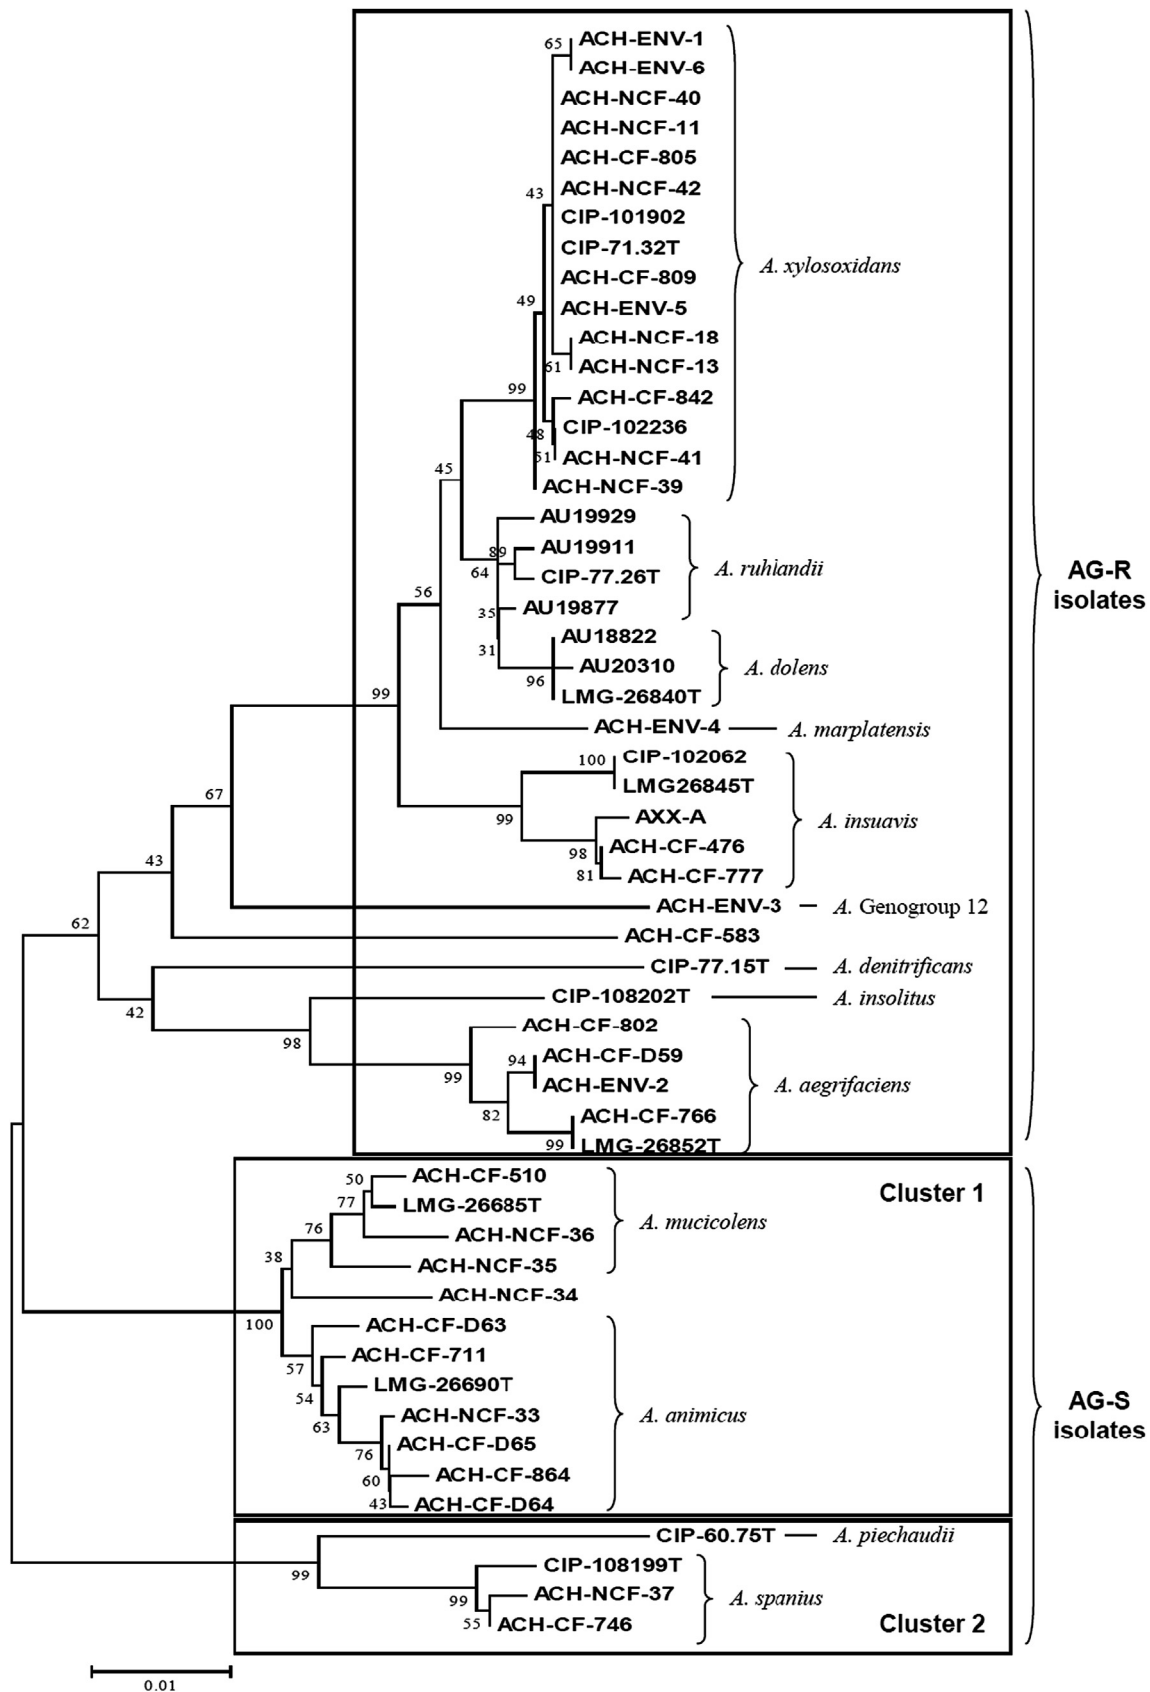 65 ACH-ENV-1
ACH-ENV-6
ACH-NCF-40
ACH-NCF-11
ACH-CF-805
43 ACH-NCF-42
CIP-101902
CIP-71.32T
A. xylosoxidans
ACH-CF-809
49 ACH-ENV-5
ACH-NCF-18
61 ACH-NCF-13
99 ACH-CF-842
48 CIP-102236
51 ACH-NCF-41
45 ACH-NCF-39
AU19929
89 AU19911
64 CIP-77.26T
A. ruhlandii
56 35 AU19877
AU18822
31 AU20310
A. dolens
96 LMG-26840T
99 ACH-ENV-4
A. marplatensis
100 CIP-102062
LMG26845T
67 99 AXX-A
A. insuavis
98 ACH-CF-476
43 81 ACH-CF-777
ACH-ENV-3
A. Genogroup 12
62 ACH-CF-583
CIP-77.15T
A. denitrificans
CIP-108202T
A. insolitus
42 ACH-CF-802
98 94 ACH-CF-D59
99 ACH-ENV-2
A. aegrifaciens
82 ACH-CF-766
99 LMG-26852T
AG-R
isolates
50 ACH-CF-510
Cluster 1
77 LMG-26685T
A. mucicolens
76 ACH-NCF-36
38 ACH-NCF-35
ACH-NCF-34
100 ACH-CF-D63
57 ACH-CF-711
54 LMG-26690T
63 ACH-NCF-33
A. animicus
76 ACH-CF-D65
60 ACH-CF-864
43 ACH-CF-D64
AG-S
isolates
CIP-60.75T
A. piechaudii
99 CIP-108199T
99 ACH-NCF-37
A. spanius
55 ACH-CF-746
Cluster 2
0.01